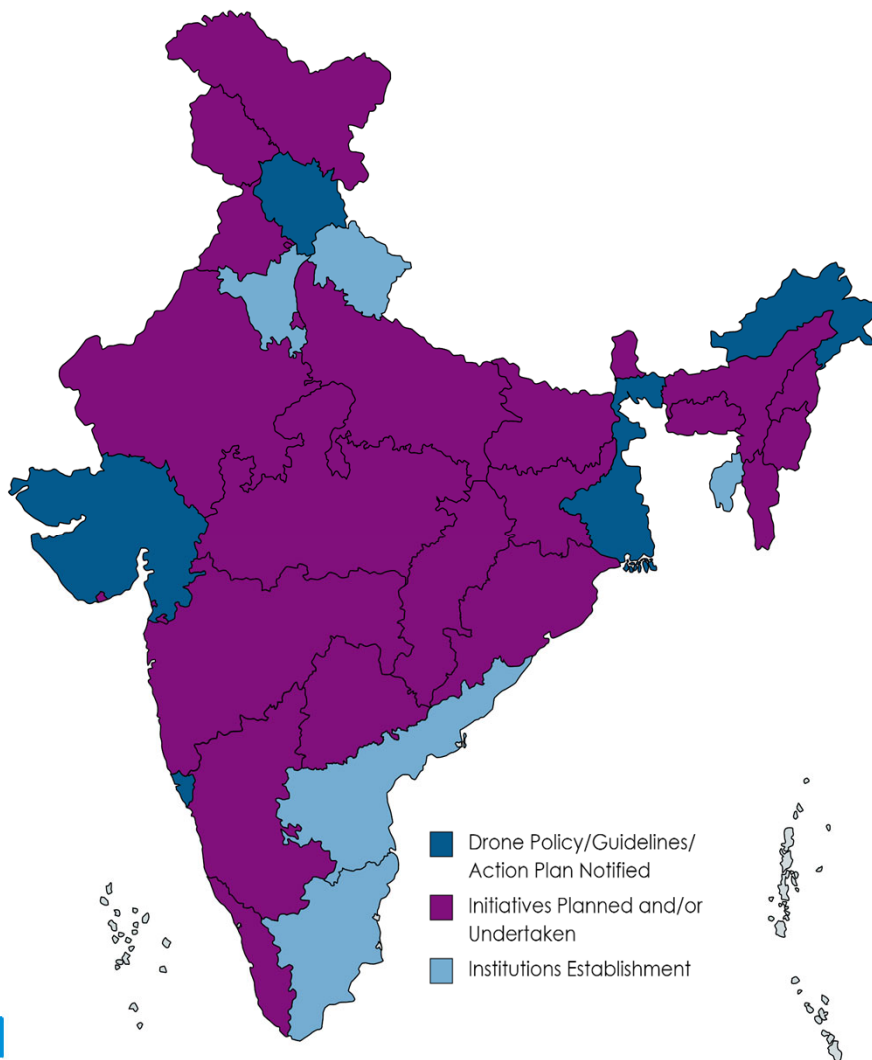 Drone Policy/Guidelines/
Action Plan Notified
Initiatives Planned and/or
Undertaken
Institutions Establishment